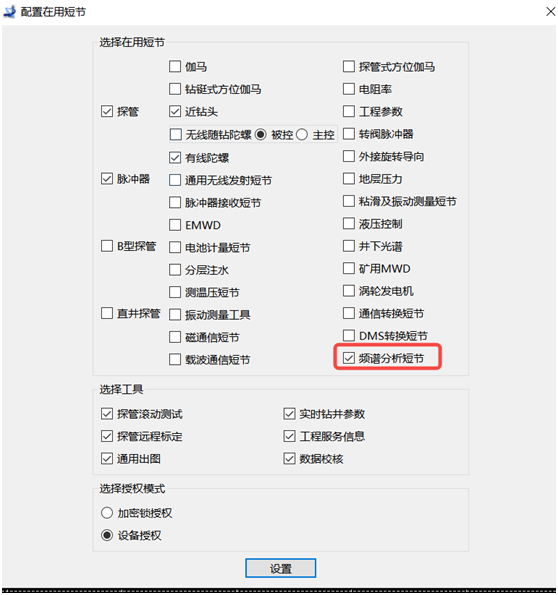 配置在用短节
选择在用短节
伽马
探管式方位伽马
钻铤式方位伽马
电阻率
探管
近钻头
工程参数
无线随钻陀螺 被控 主控
转阀脉冲器
有线陀螺
外接旋转导向
脉冲器
通用无线发射短节
地层压力
脉冲器接收短节
粘滑及振动测量短节
EMWD
液压控制
B型探管
电池计量短节
井下光谱
分层注水
矿用MWD
测温压短节
涡轮发电机
直井探管
振动测量工具
通信转换短节
磁通信短节
DMS转换短节
载波通信短节
频谱分析短节
选择工具
探管滚动测试
实时钻井参数
探管远程标定
工程服务信息
通用出图
数据校核
选择授权模式
加密锁授权
设备授权
设置